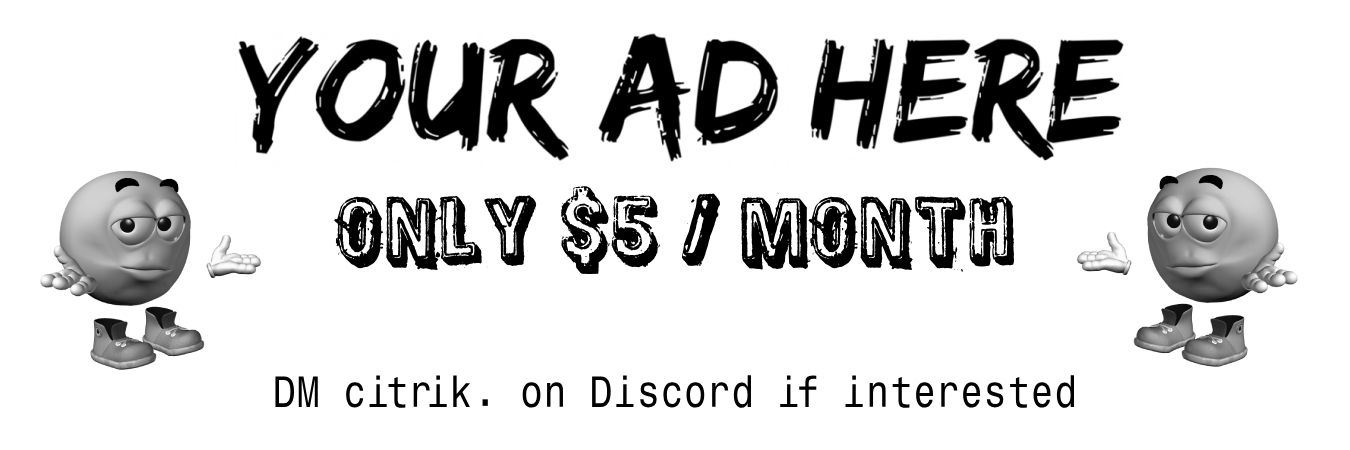 YOUR AD HERE
ONLY $5 / MONTH
DM citrik. on Discord if interested